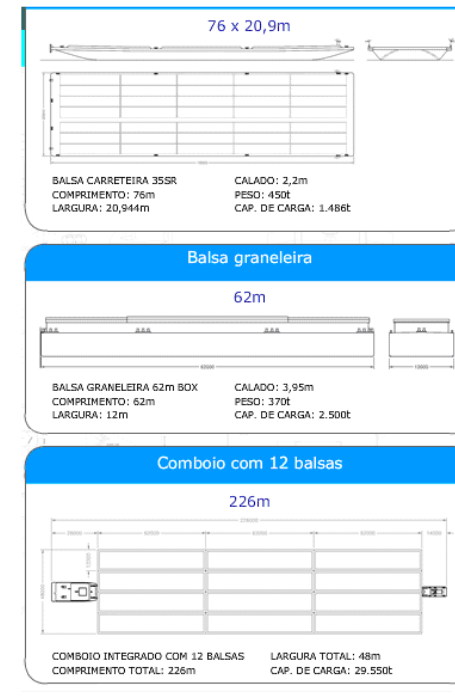 76 x 20,9m
BALSA CARRETEIRA 35SR
COMPRIMENTO: 76m
LARGURA: 20,944m
CALADO: 2,2m
PESO: 450t
CAP. DE CARGA: 1.486t
Balsa graneleira
62m
BALSA GRANELEIRA 62m BOX
COMPRIMENTO: 62m
LARGURA: 12m
CALADO: 3,95m
PESO: 370t
CAP. DE CARGA: 2.500t
Comboio com 12 balsas
226m
COMBOIO INTEGRADO COM 12 BALSAS
COMPRIMENTO TOTAL: 226m
LARGURA TOTAL: 48m
CAP. DE CARGA: 29.550t